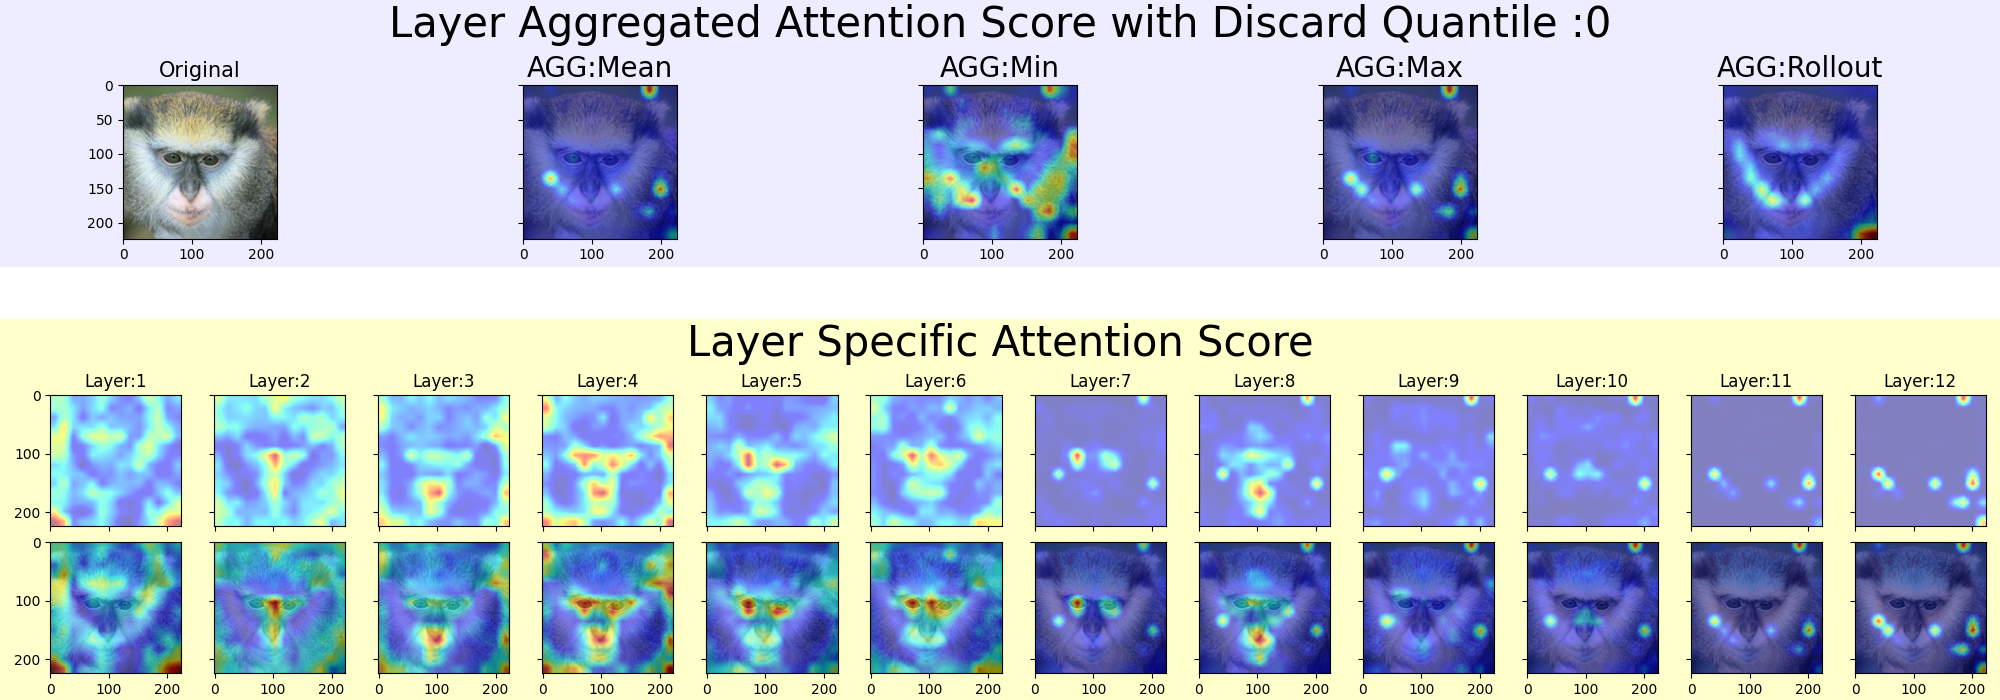 Layer Aggregated Attention Score with Discard Quantile :0
Original
AGG:Mean
AGG:Min
AGG:Max
AGG:Rollout
0
50
100
150
200
0 100 200
0 100 200
0 100 200
0 100 200
0 100 200
Layer Specific Attention Score
Layer:1
Layer:2
Layer:3
Layer:4
Layer:5
Layer:6
Layer:7
Layer:8
Layer:9
Layer:10
Layer:11
Layer:12
0
100
200
0
100
200
0 100 200
0 100 200
0 100 200
0 100 200
0 100 200
0 100 200
0 100 200
0 100 200
0 100 200
0 100 200
0 100 200
0 100 200